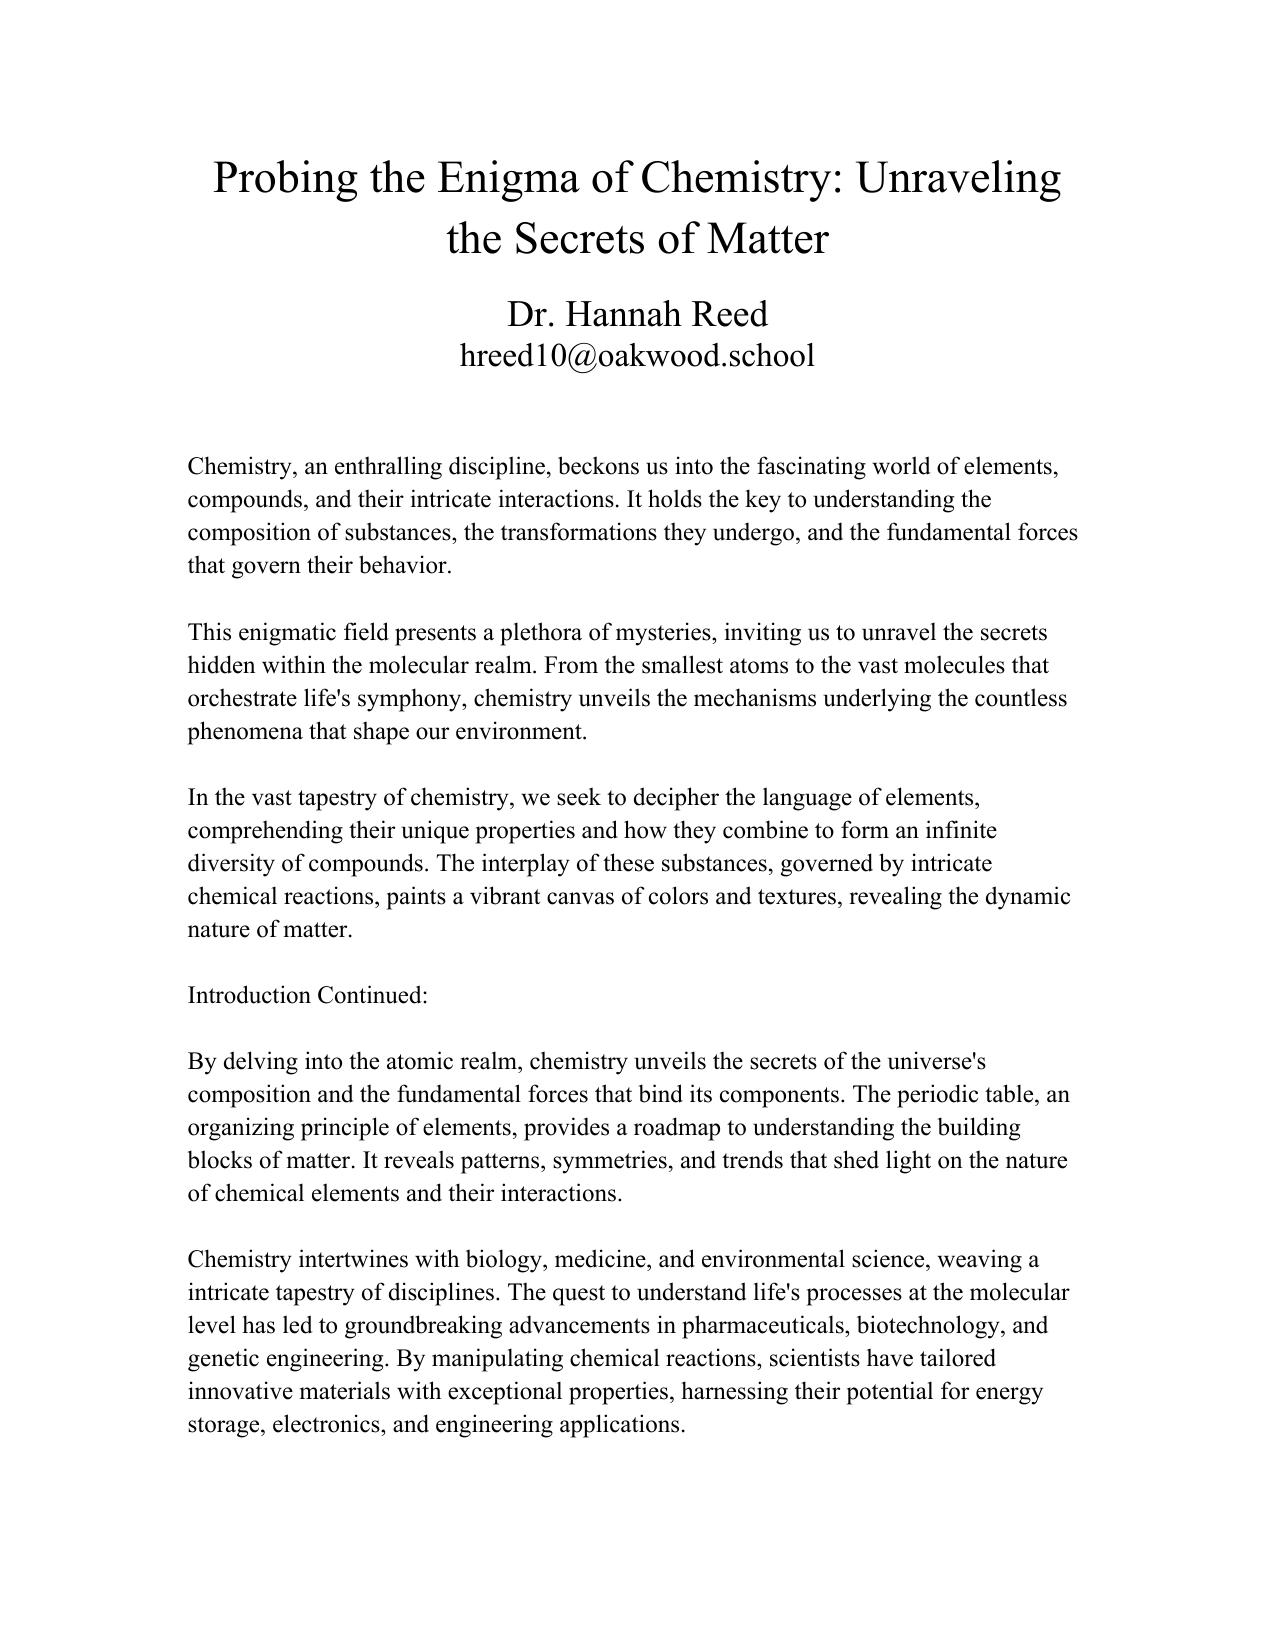 Probing the Enigma of Chemistry: Unraveling
the Secrets of Matter
Dr. Hannah Reed
hreed10@oakwood.school
Chemistry, an enthralling discipline, beckons us into the fascinating world of elements,
compounds, and their intricate interactions. It holds the key to understanding the
composition of substances, the transformations they undergo, and the fundamental forces
that govern their behavior.
This enigmatic field presents a plethora of mysteries, inviting us to unravel the secrets
hidden within the molecular realm. From the smallest atoms to the vast molecules that
orchestrate life's symphony, chemistry unveils the mechanisms underlying the countless
phenomena that shape our environment.
In the vast tapestry of chemistry, we seek to decipher the language of elements,
comprehending their unique properties and how they combine to form an infinite
diversity of compounds. The interplay of these substances, governed by intricate
chemical reactions, paints a vibrant canvas of colors and textures, revealing the dynamic
nature of matter.
Introduction Continued:
By delving into the atomic realm, chemistry unveils the secrets of the universe's
composition and the fundamental forces that bind its components. The periodic table, an
organizing principle of elements, provides a roadmap to understanding the building
blocks of matter. It reveals patterns, symmetries, and trends that shed light on the nature
of chemical elements and their interactions.
Chemistry intertwines with biology, medicine, and environmental science, weaving a
intricate tapestry of disciplines. The quest to understand life's processes at the molecular
level has led to groundbreaking advancements in pharmaceuticals, biotechnology, and
genetic engineering. By manipulating chemical reactions, scientists have tailored
innovative materials with exceptional properties, harnessing their potential for energy
storage, electronics, and engineering applications.